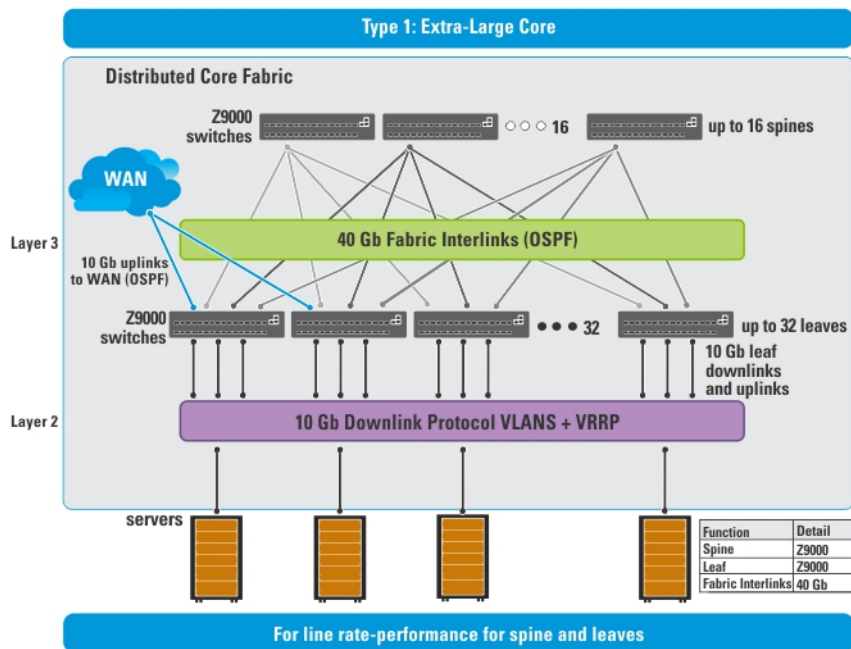 Type 1: Extra-Large Core
Distributed Core Fabric
Z9000
switches
16
up to 16 spines
WAN
Layer 3
40 Gb Fabric Interlinks (OSPF)
10 Gb uplinks
to WAN (OSPF)
Z9000
switches
32
up to 32 leaves
10 Gb leaf
downlinks
and uplinks
Layer 2
10 Gb Downlink Protocol VLANS + VRRP
servers
Function Detail
Spine Z9000
Leaf Z9000
Fabric Interlinks 40 Gb
For line rate-performance for spine and leaves